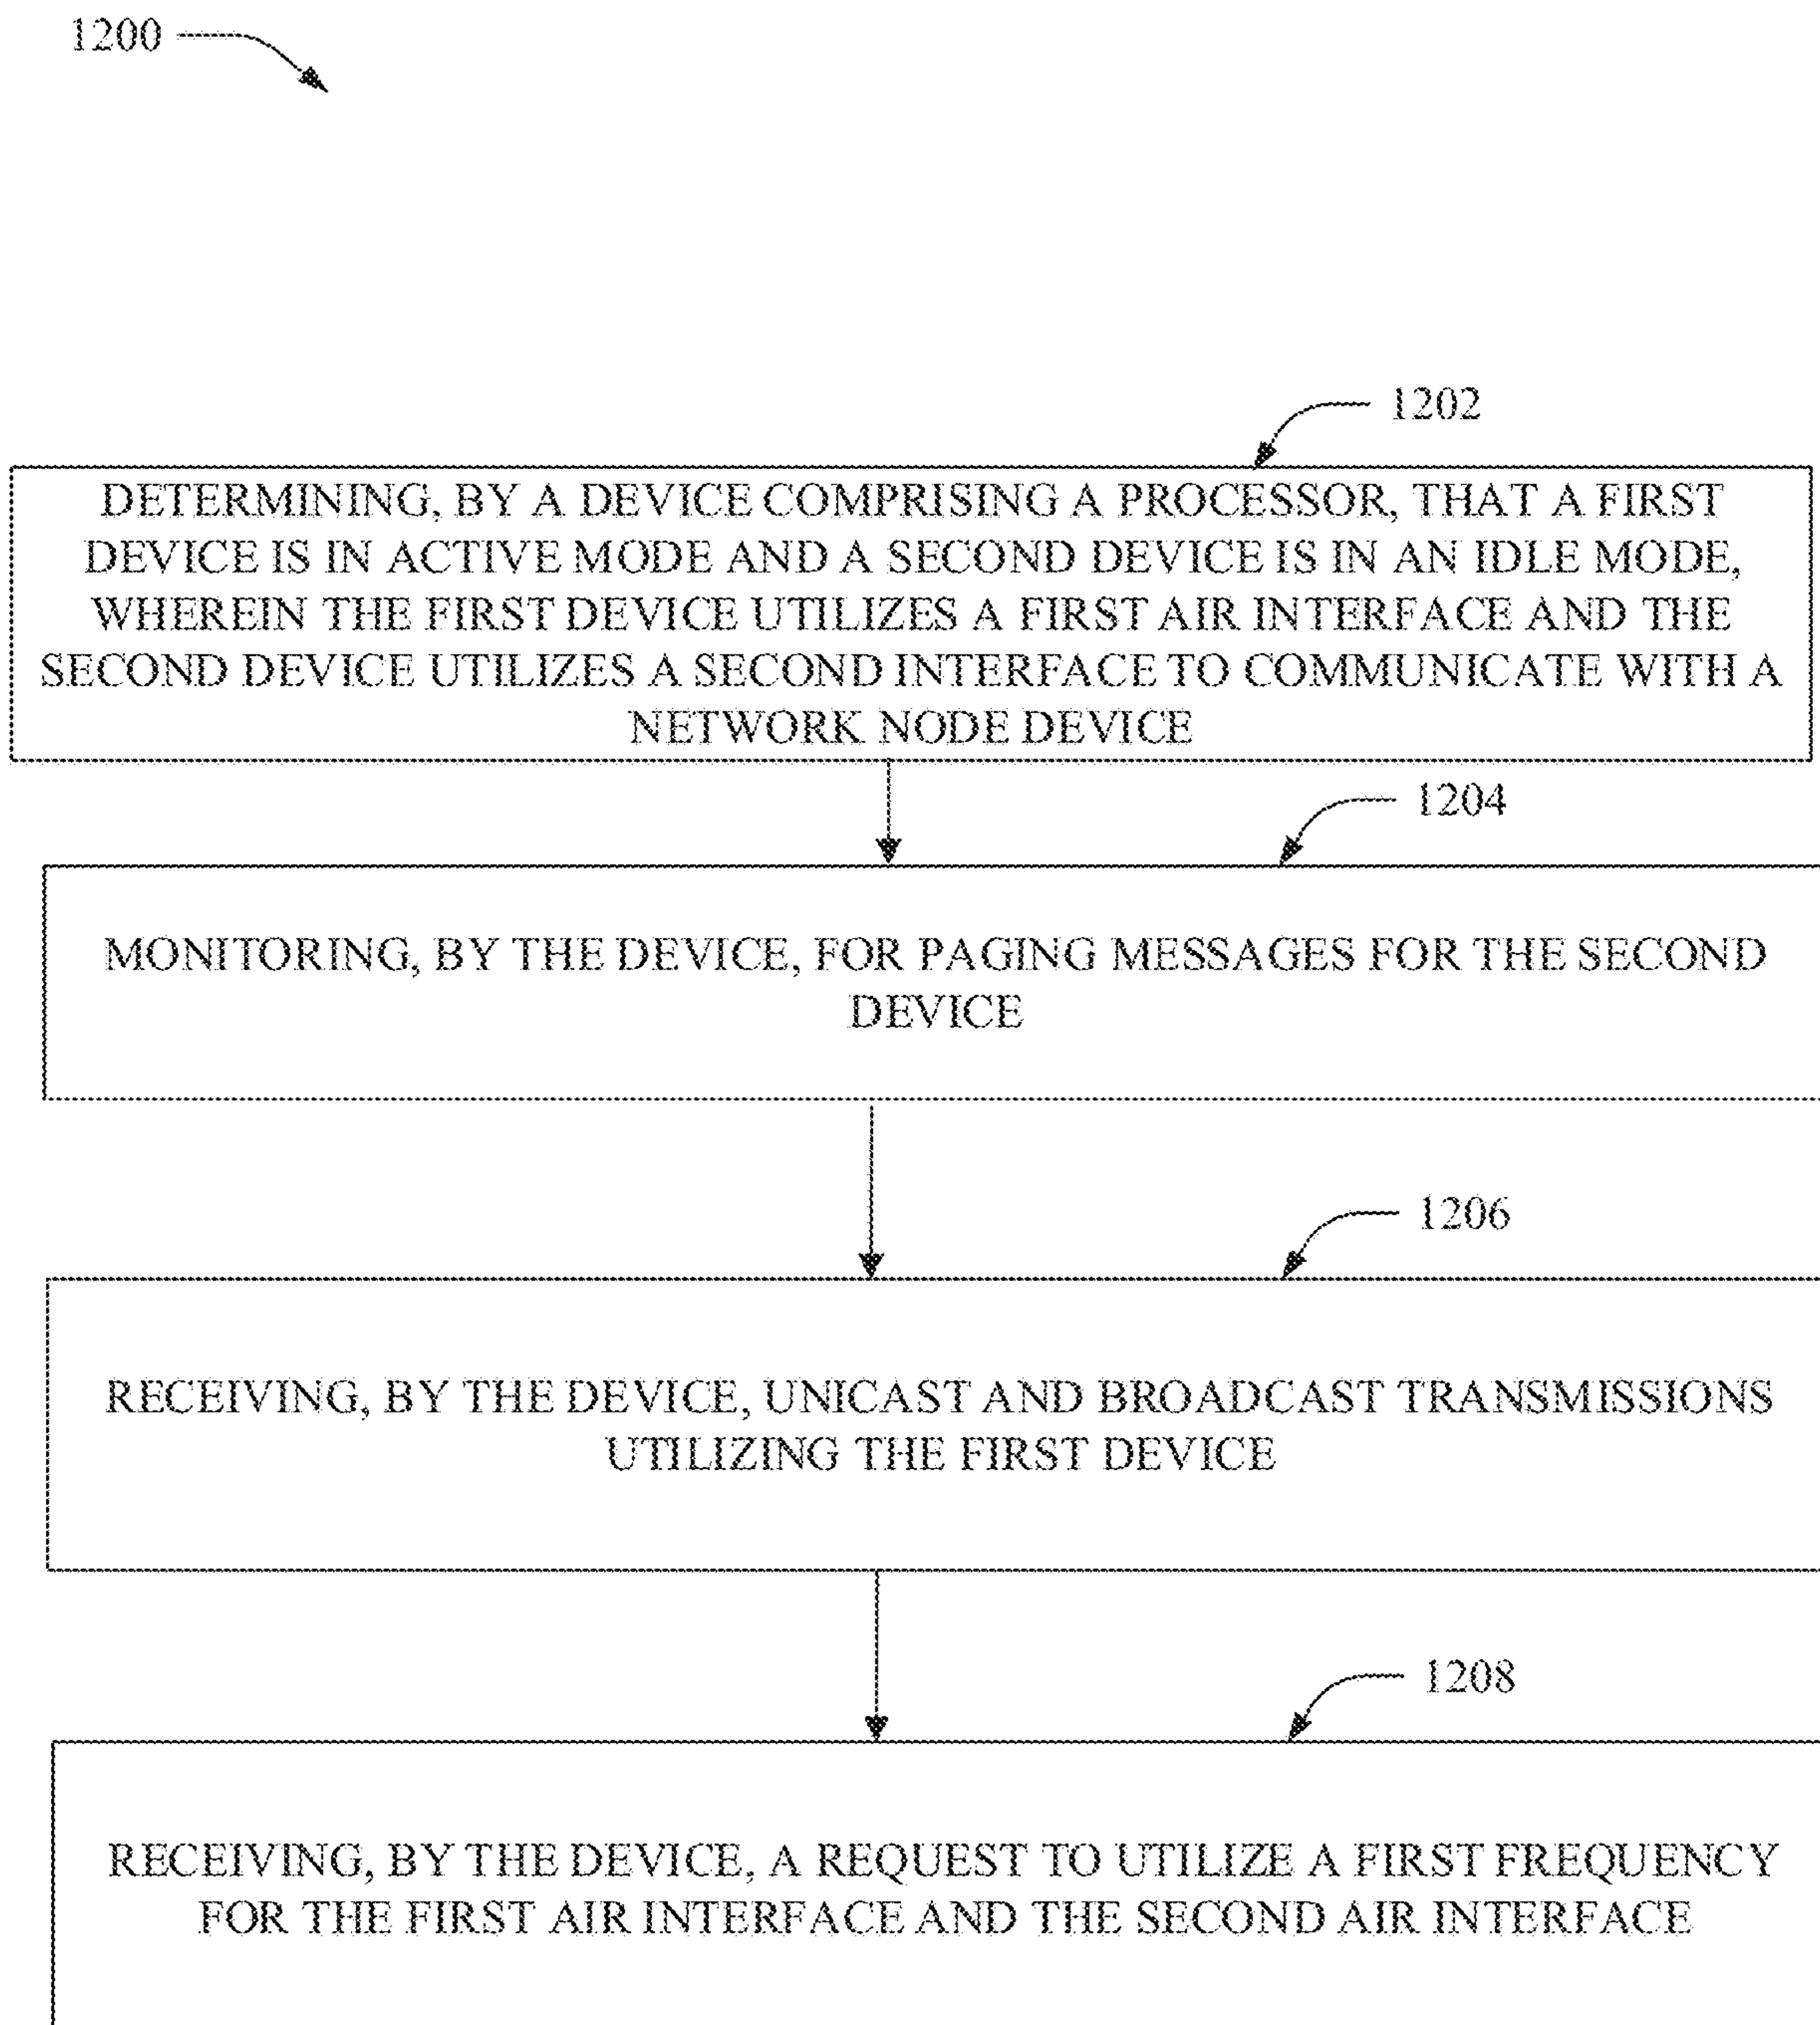 1200
1202
DETERMINING, BY A DEVICE COMPRISING A PROCESSOR, THAT A FIRST
DEVICE IS IN ACTIVE MODE AND A SECOND DEVICE IS IN AN IDLE MODE,
WHEREIN THE FIRST DEVICE UTILIZES A FIRST AIR INTERFACE AND THE
SECOND DEVICE UTILIZES A SECOND INTERFACE TO COMMUNICATE WITH A
NETWORK NODE DEVICE
1204
MONITORING, BY THE DEVICE, FOR PAGING MESSAGES FOR THE SECOND
DEVICE
1206
RECEIVING, BY THE DEVICE, UNICAST AND BROADCAST TRANSMISSIONS
UTILIZING THE FIRST DEVICE
1208
RECEIVING, BY THE DEVICE, A REQUEST TO UTILIZE A FIRST FREQUENCY
FOR THE FIRST AIR INTERFACE AND THE SECOND AIR INTERFACE